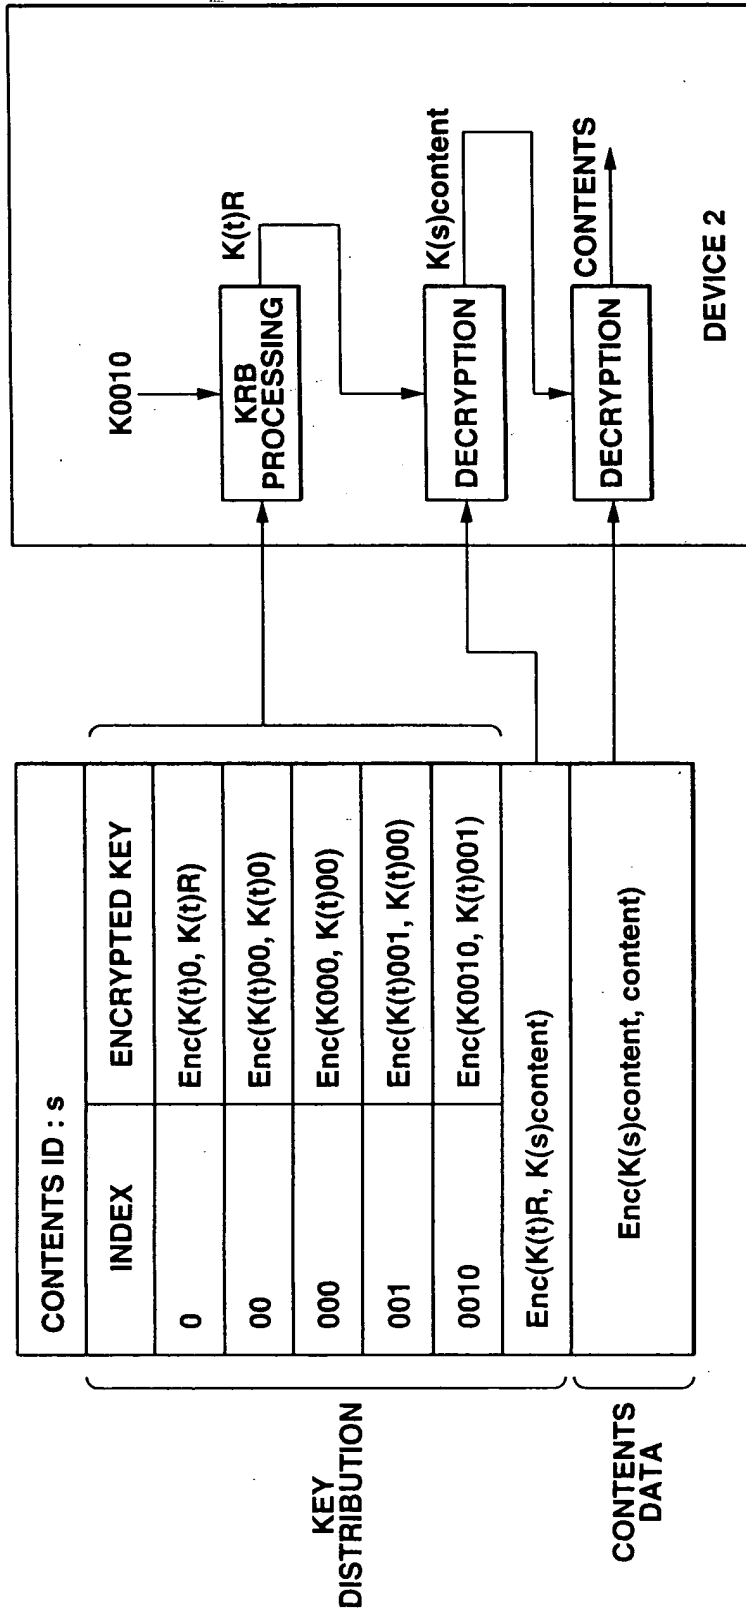 CONTENTS ID : s
INDEX ENCRYPTED KEY
0 Enc(K(t)0, K(t)R)
00 Enc(K(t)00, K(t)0)
000 Enc(K000, K(t)00)
001 Enc(K(t)001, K(t)00)
0010 Enc(K0010, K(t)001)
Enc(K(t)R, K(s)content)
Enc(K(s)content, content)
KEY
DISTRIBUTION
CONTENTS
DATA
K0010
KRB
PROCESSING
K(t)R
DECRYPTION
K(s)content
DECRYPTION
CONTENTS
DEVICE 2